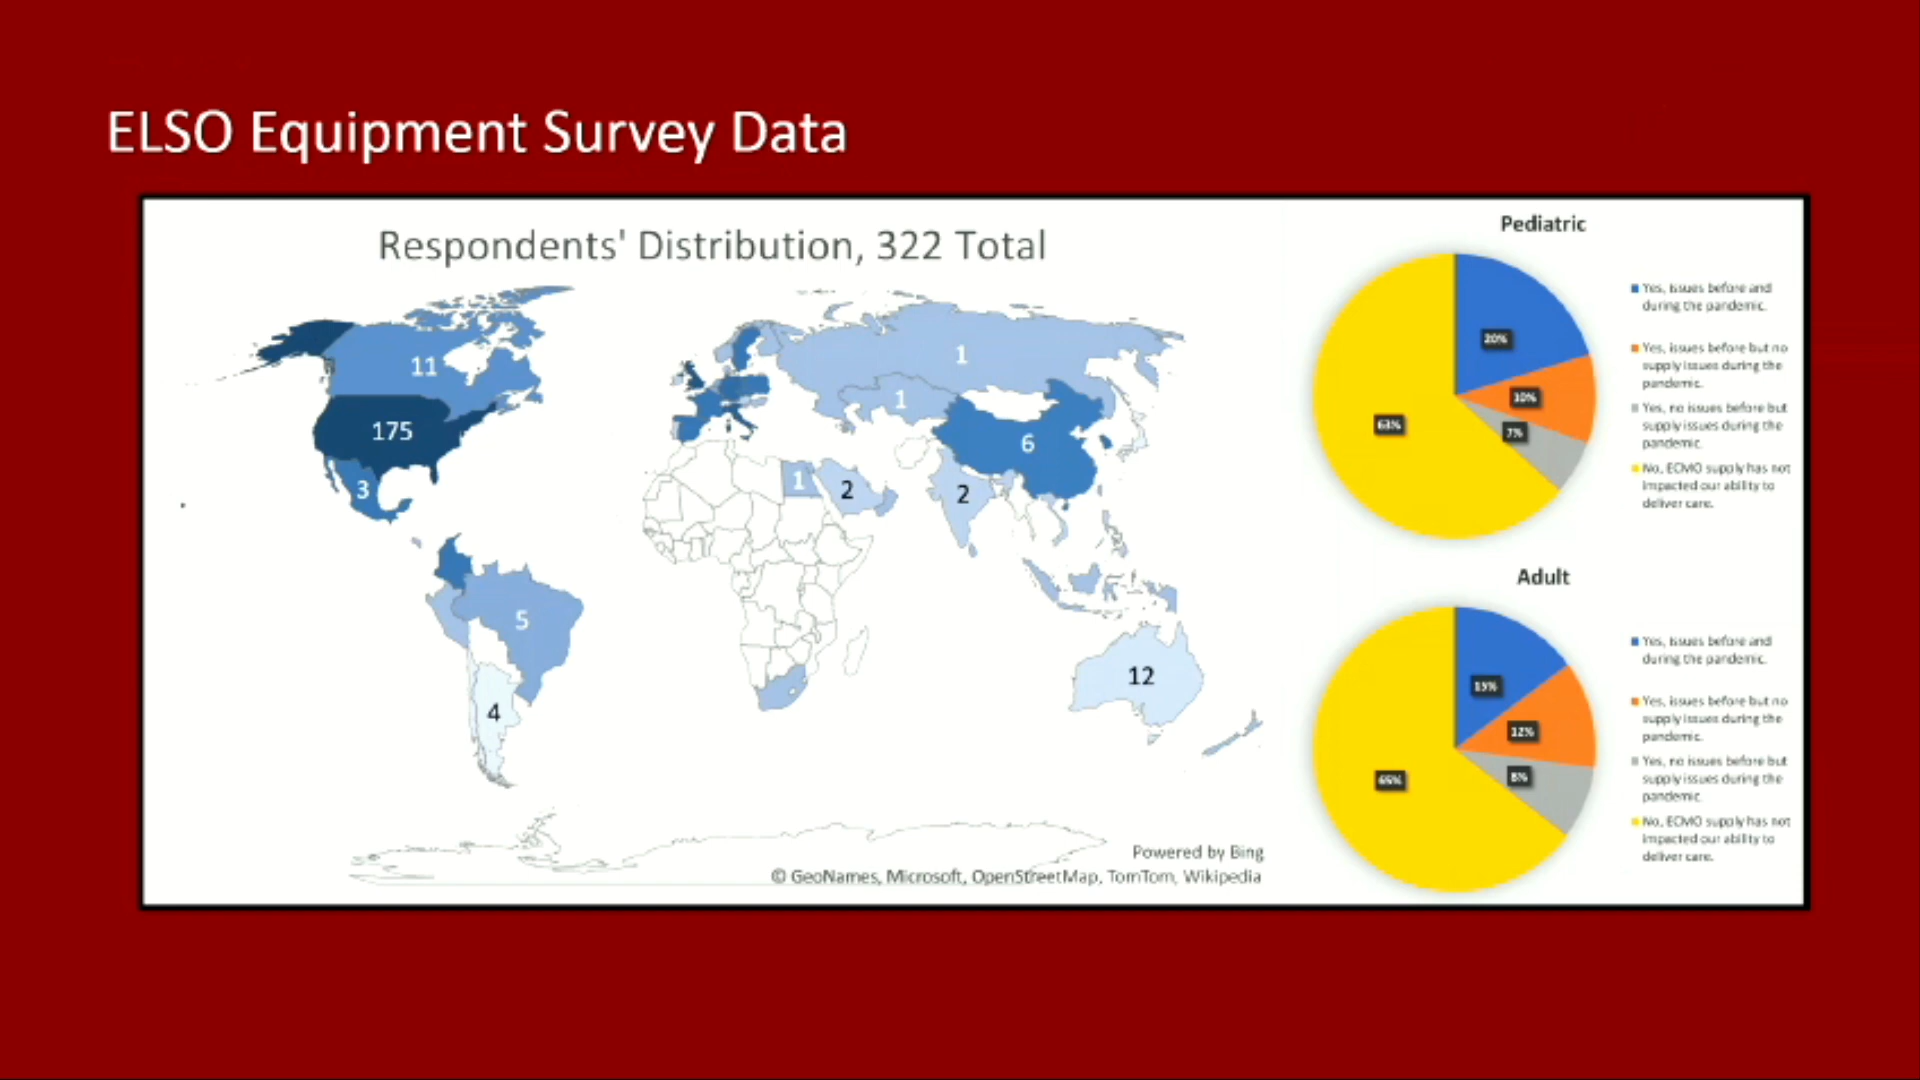 ELSO Equipment Survey Data
Respondents' Distribution, 322 Total
11
175
3
5
4
1
1
6
1
2
2
12
Powered by Bing
© GeoNames, Microsoft, OpenStreetMap, TomTom, Wikipedia
Pediatric
20%
10%
7%
63%
Yes, issues before and
during the pandemic.
Yes, issues before but no
supply issues during the
pandemic.
Yes, no issues before but
supply issues during the
pandemic.
No, ECMO supply has not
impacted our ability to
deliver care.
Adult
15%
12%
8%
65%
Yes, issues before and
during the pandemic.
Yes, issues before but no
supply issues during the
pandemic.
Yes, no issues before but
supply issues during the
pandemic.
No, ECMO supply has not
impacted our ability to
deliver care.